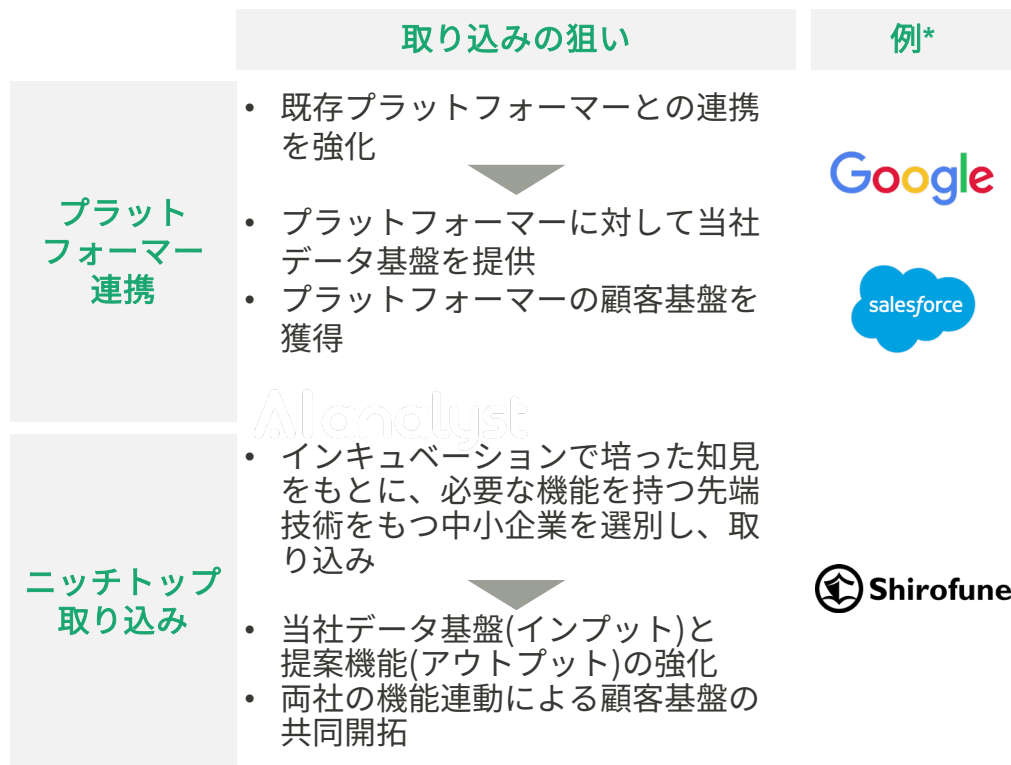 取り込みの狙い
例*
プラット
フォーマー
連携
• 既存プラットフォーマーとの連携
を強化
• プラットフォーマーに対して当社
データ基盤を提供
• プラットフォーマーの顧客基盤を
獲得
Google
salesforce
AI analyst
ニッチトップ
取り込み
• インキュベーションで培った知見
をもとに、必要な機能を持つ先端
技術をもつ中小企業を選別し、取
り込み
• 当社データ基盤(インプット)と
提案機能(アウトプット)の強化
• 両社の機能連動による顧客基盤の
共同開拓
Shirofune